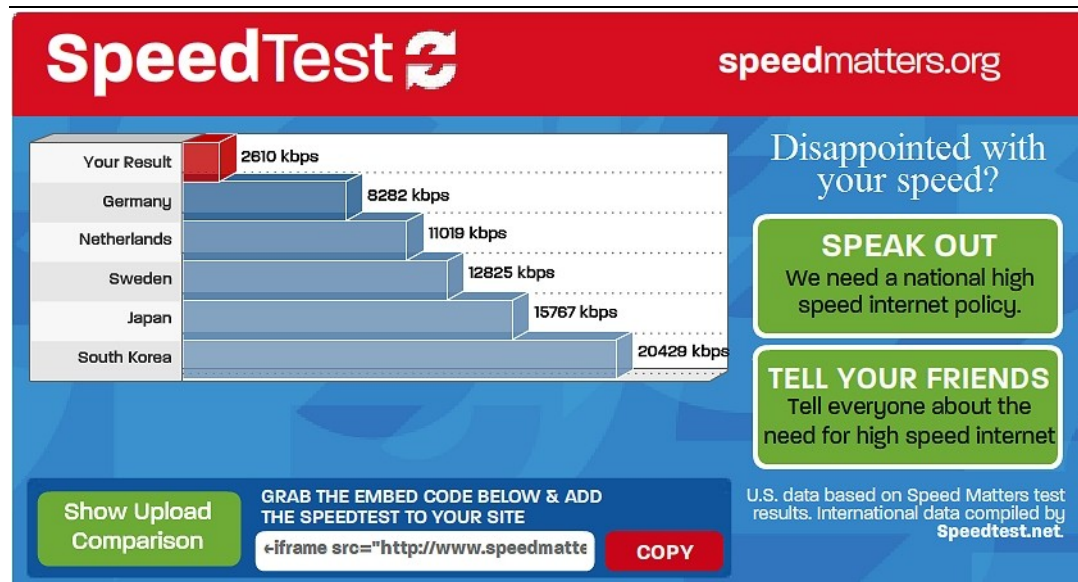 SpeedTest
speedmatters.org
Your Result 2610 kbps
Germany 8282 kbps
Netherlands 11019 kbps
Sweden 12825 kbps
Japan 15767 kbps
South Korea 20429 kbps
Disappointed with
your speed?
SPEAK OUT
We need a national high
speed internet policy.
TELL YOUR FRIENDS
Tell everyone about the
need for high speed internet
Show Upload
Comparison
GRAB THE EMBED CODE BELOW & ADD
THE SPEEDTEST TO YOUR SITE
<iframe src="http://www.speedmatte
COPY
U.S. data based on Speed Matters test
results. International data compiled by
Speedtest.net.